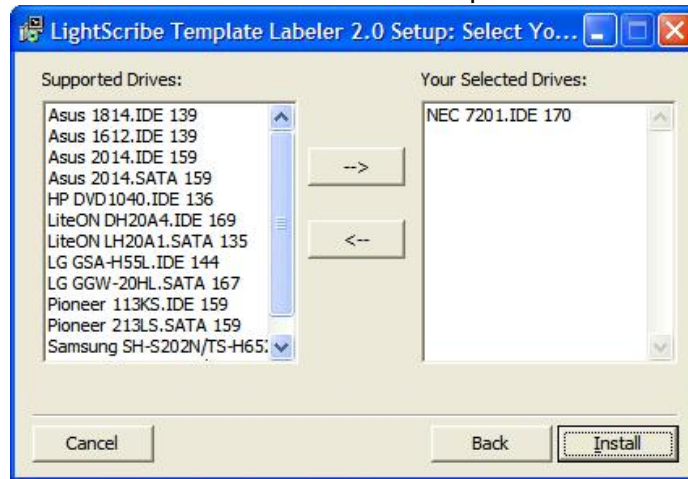 LightScribe Template Labeler 2.0 Setup: Select Yo...
Supported Drives:
Your Selected Drives:
Asus 1814.IDE 139
Asus 1612.IDE 139
Asus 2014.IDE 159
Asus 2014.SATA 159
HP DVD1040.IDE 136
LiteON DH20A4.IDE 169
LiteON LH20A1.SATA 135
LG GSA-H55L.IDE 144
LG GGW-20HL.SATA 167
Pioneer 113KS.IDE 159
Pioneer 213LS.SATA 159
Samsung SH-S202N/TS-H652
NEC 7201.IDE 170
-->
<--
Cancel
Back
Install